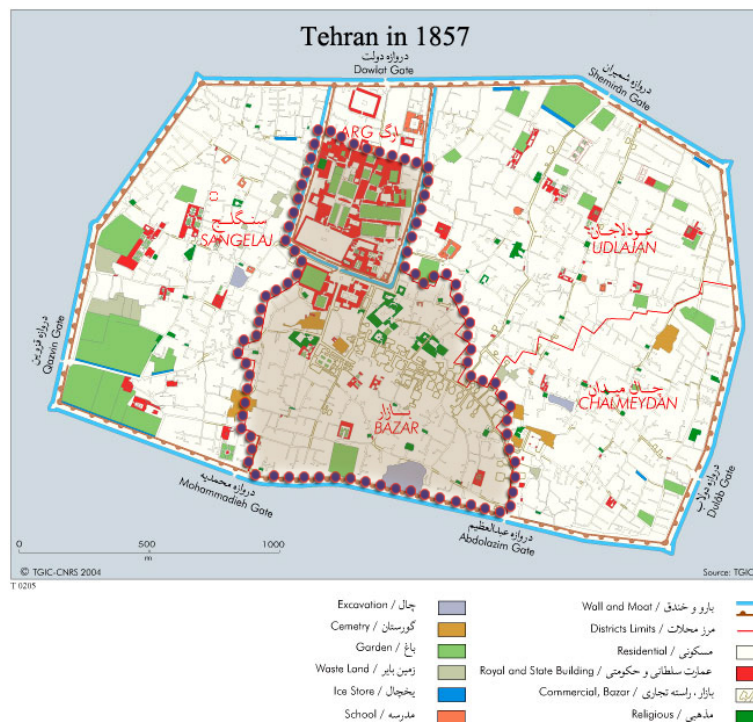 Tehran in 1857
دروازه دولت
Dowlat Gate
دروازه شمیران
Shemirân Gate
ارگ ARG
سنگلج
SANGELAJ
عودلاجان
UDLAJAN
دروازه قزوین
Qazvin Gate
چال میدان
CHALMEYDAN
بازار
BAZAR
دروازه دولاب
Dulâb Gate
دروازه محمدیه
Mohammadieh Gate
دروازه عبدالعظیم
Abdolazim Gate
0 500 1000
m
© TGIC-CNRS 2004
Source: TGIC
T 0205
Excavation / چال
Cemetry / گورستان
Garden / باغ
Waste Land / زمین بایر
Ice Store / یخچال
School / مدرسه
Wall and Moat / بارو و خندق
Districts Limits / مرز محلات
Residential / مسکونی
Royal and State Building / عمارت سلطانی و حکومتی
Commercial, Bazar / بازار، راسته تجاری
Religious / مذهبی